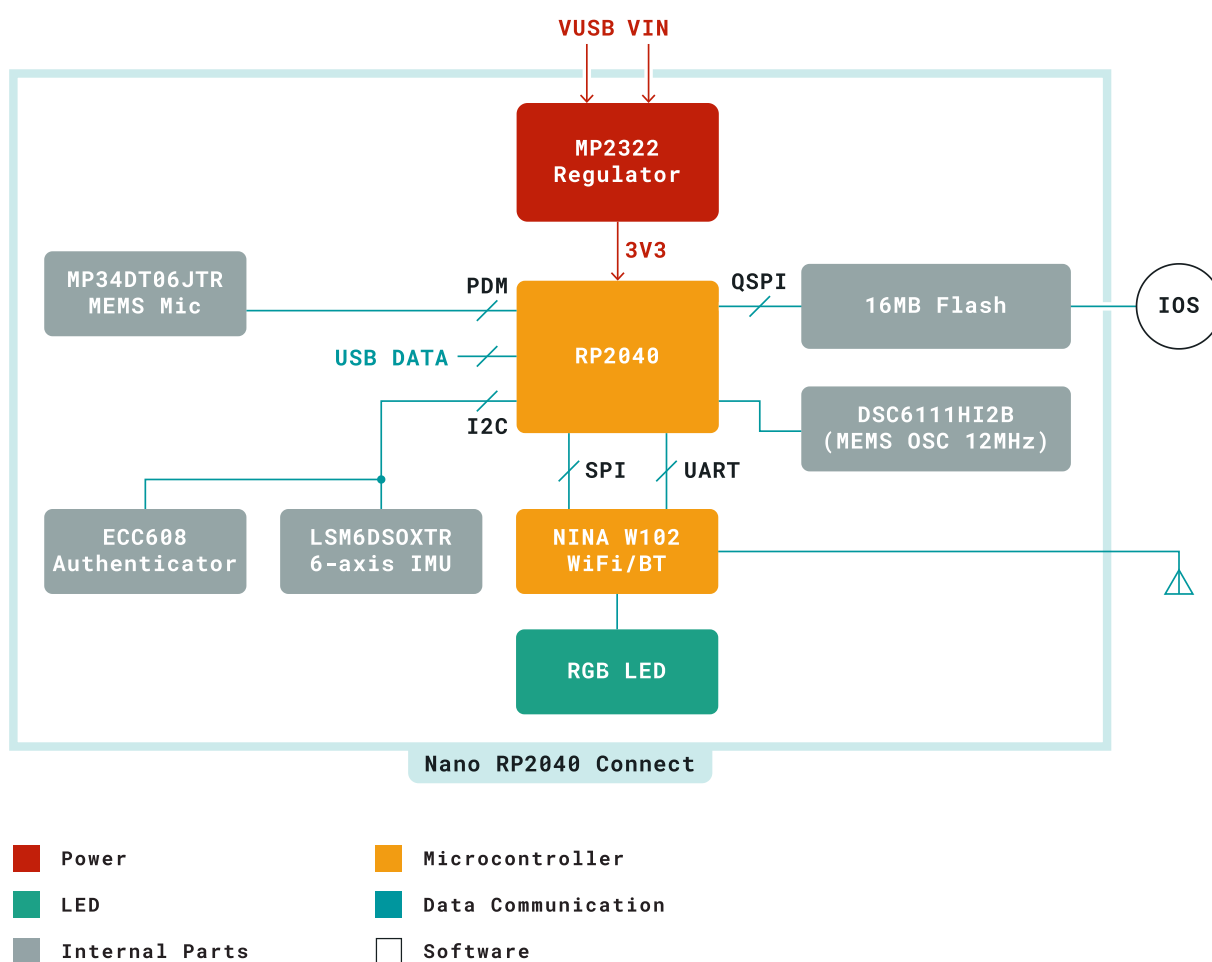 VUSB VIN
MP2322
Regulator
3V3
MP34DT06JTR
MEMS Mic
PDM
QSPI
16MB Flash
IOS
RP2040
USB DATA
I2C
DSC6111HI2B
(MEMS OSC 12MHz)
SPI
UART
ECC608
Authenticator
LSM6DSOXTR
6-axis IMU
NINA W102
WiFi/BT
RGB LED
Nano RP2040 Connect
Power
Microcontroller
LED
Data Communication
Internal Parts
Software